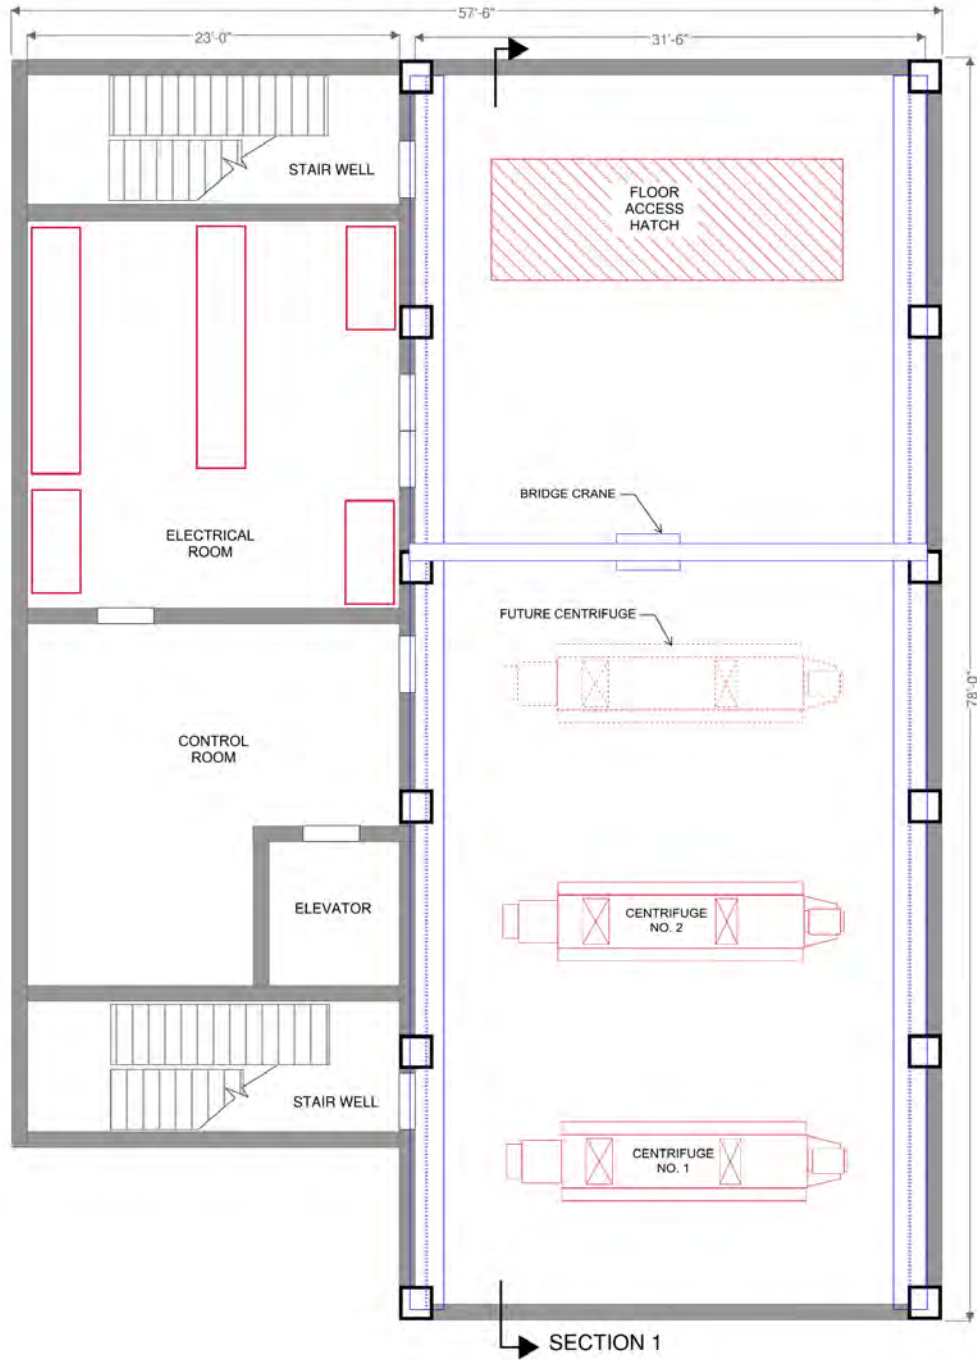 57'-6"
23'-0"
31'-6"
STAIR WELL
FLOOR
ACCESS
HATCH
BRIDGE CRANE
ELECTRICAL
ROOM
FUTURE CENTRIFUGE
78'-0"
CONTROL
ROOM
ELEVATOR
CENTRIFUGE
NO. 2
STAIR WELL
CENTRIFUGE
NO. 1
SECTION 1